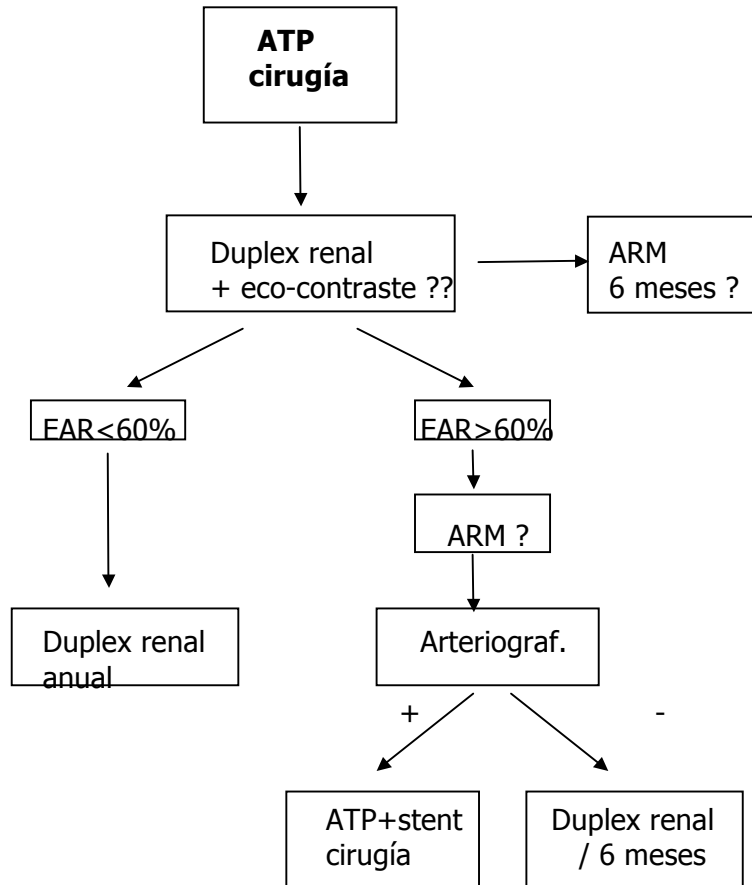 ATP
cirugía
Duplex renal
+ eco-contraste ??
ARM
6 meses ?
EAR<60%
EAR>60%
ARM ?
Duplex renal
anual
Arteriograf.
+
-
ATP+stent
cirugía
Duplex renal
/ 6 meses